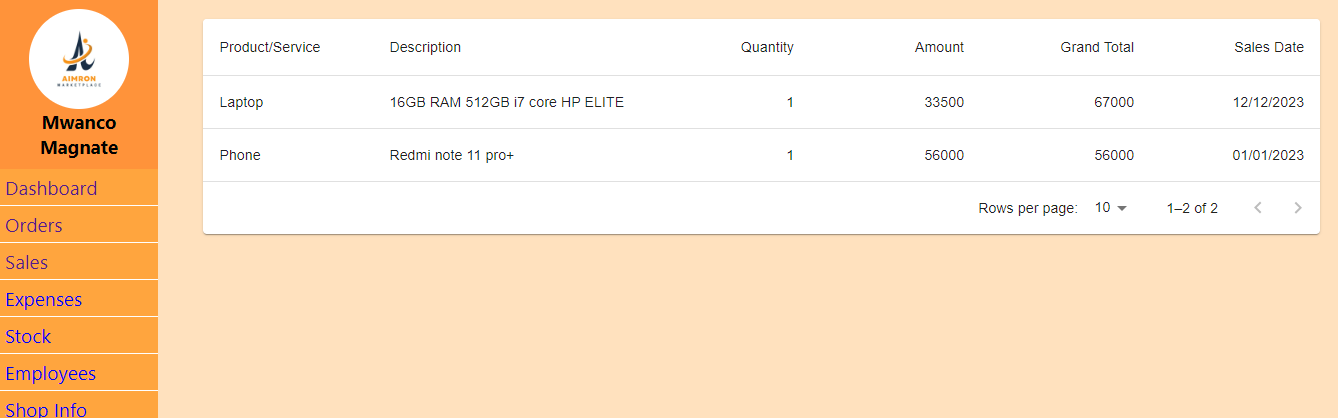 AIMRON
MARKETPLACE
Mwanco
Magnate
Dashboard
Orders
Sales
Expenses
Stock
Employees
Shop Info
Product/Service Description Quantity Amount Grand Total Sales Date
Laptop 16GB RAM 512GB i7 core HP ELITE 1 33500 67000 12/12/2023
Phone Redmi note 11 pro+ 1 56000 56000 01/01/2023
Rows per page: 10 1–2 of 2